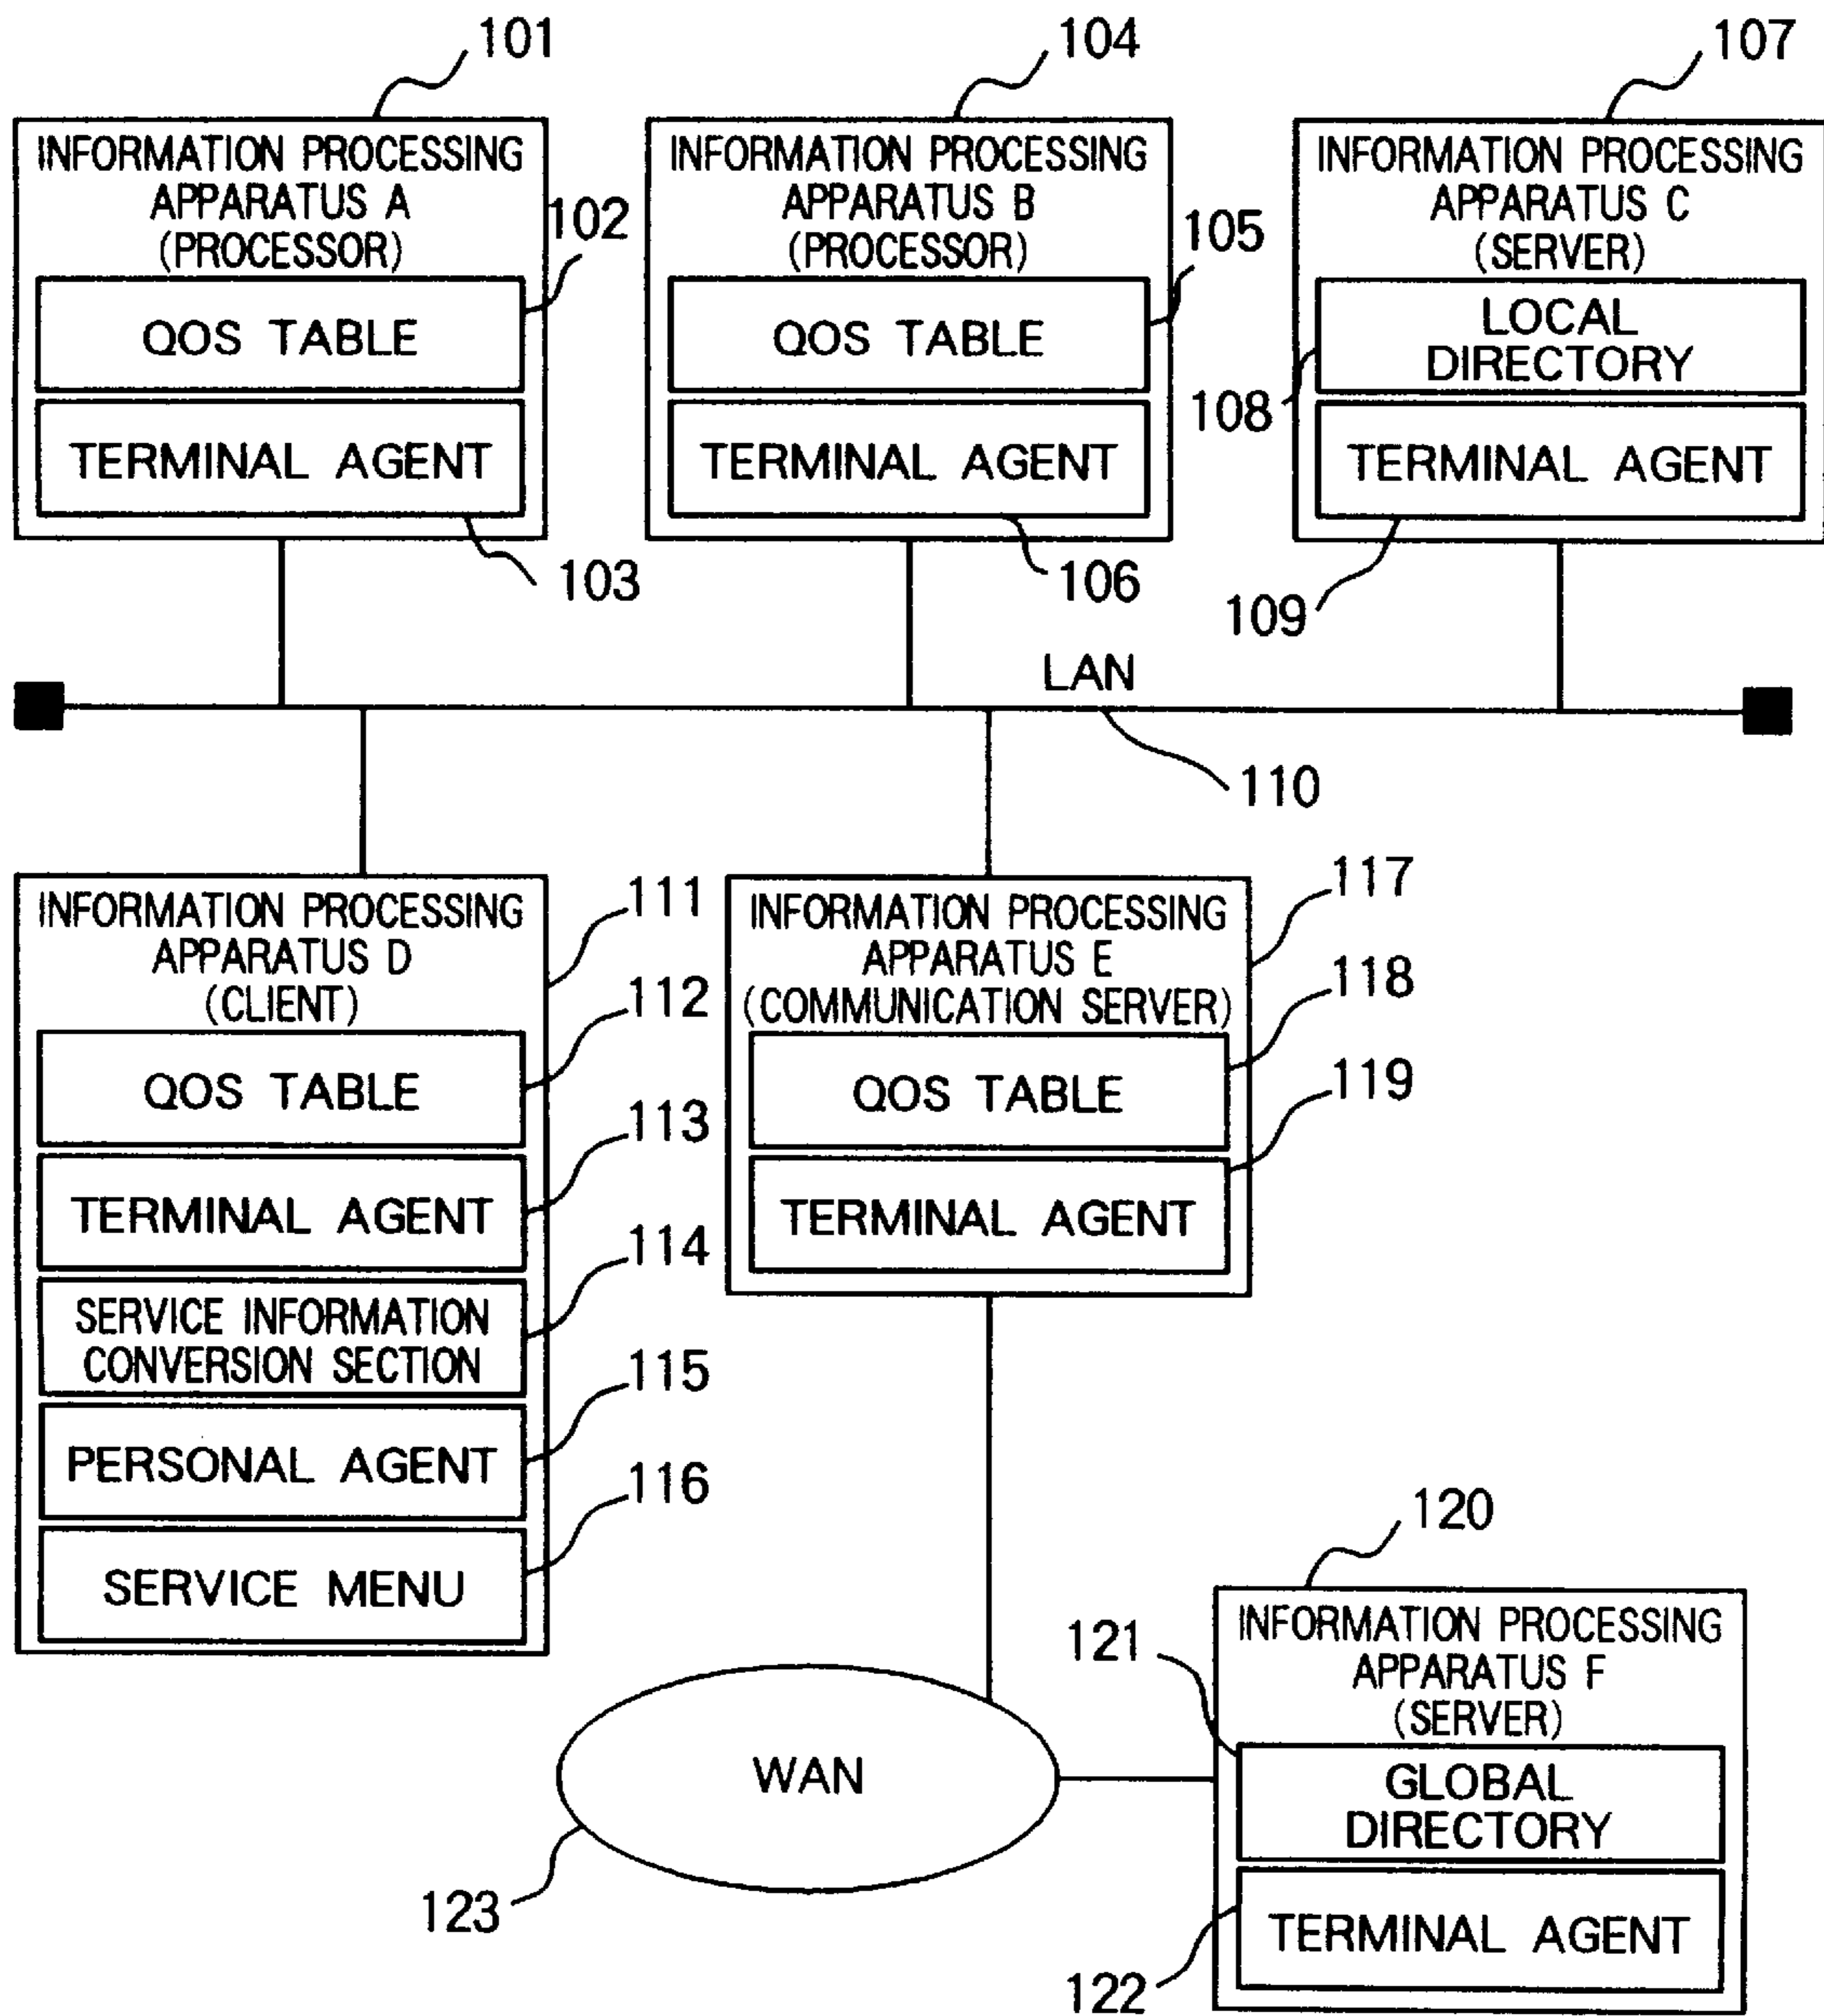 101
INFORMATION PROCESSING
APPARATUS A
(PROCESSOR)
102
QOS TABLE
TERMINAL AGENT
103
104
INFORMATION PROCESSING
APPARATUS B
(PROCESSOR)
105
QOS TABLE
TERMINAL AGENT
106
107
INFORMATION PROCESSING
APPARATUS C
(SERVER)
LOCAL
DIRECTORY
108
TERMINAL AGENT
109
LAN
110
INFORMATION PROCESSING
APPARATUS D
(CLIENT)
111
QOS TABLE
112
TERMINAL AGENT
113
SERVICE INFORMATION
CONVERSION SECTION
114
PERSONAL AGENT
115
SERVICE MENU
116
INFORMATION PROCESSING
APPARATUS E
(COMMUNICATION SERVER)
117
QOS TABLE
118
TERMINAL AGENT
119
WAN
123
120
INFORMATION PROCESSING
APPARATUS F
(SERVER)
121
GLOBAL
DIRECTORY
TERMINAL AGENT
122